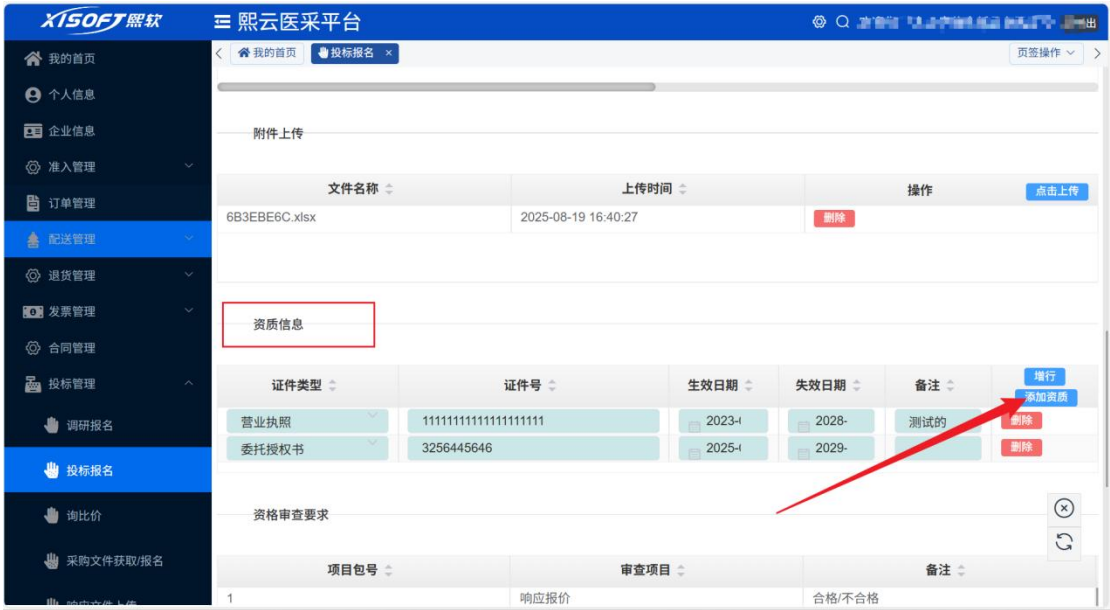 XISOFT熙软
熙云医采平台
出
我的首页
我的首页
投标报名 ×
页签操作
个人信息
企业信息
附件上传
准入管理
文件名称
上传时间
操作
点击上传
订单管理
6B3EBE6C.xlsx
2025-08-19 16:40:27
删除
配送管理
退货管理
发票管理
资质信息
合同管理
证件类型
证件号
生效日期
失效日期
备注
增行
添加资质
投标管理
营业执照
11111111111111111111
2023-
2028-
测试的
删除
调研报名
委托授权书
3256445646
2025-
2029-
删除
投标报名
询比价
资格审查要求
采购文件获取/报名
项目包号
审查项目
备注
1
响应报价
合格/不合格
响应文件上传